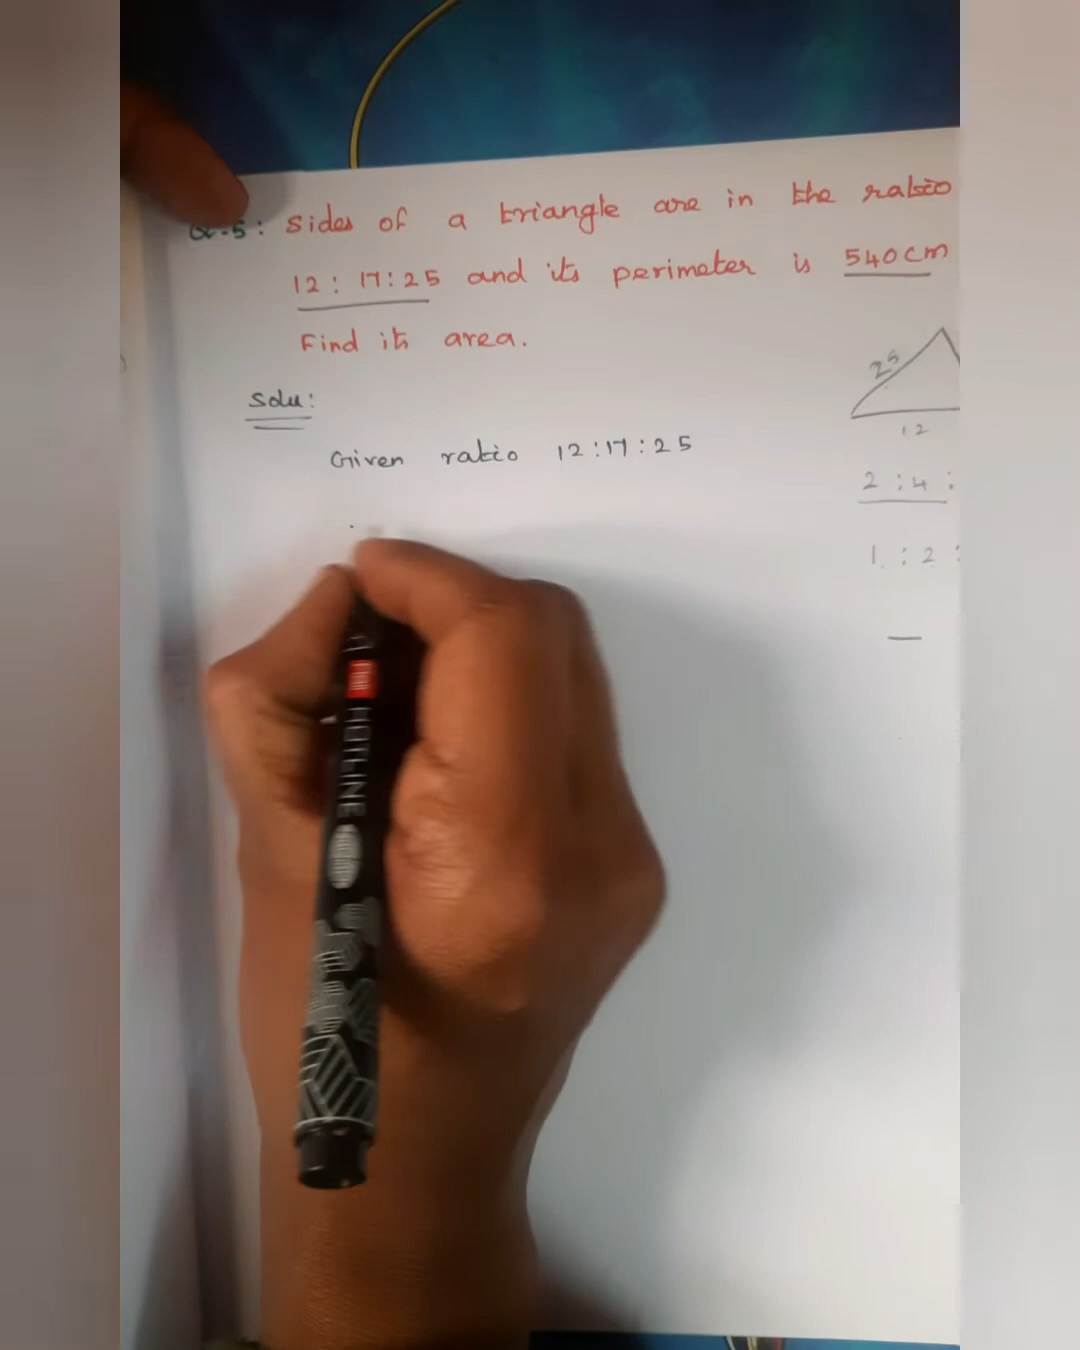 Q.5: Sides of a triangle are in the ratio
12 : 17 : 25 and its perimeter is 540cm
Find its area.
Solu:
Given ratio 12 : 17 : 25
25
12
2 : 4 :
1 : 2 :
HOTLINE